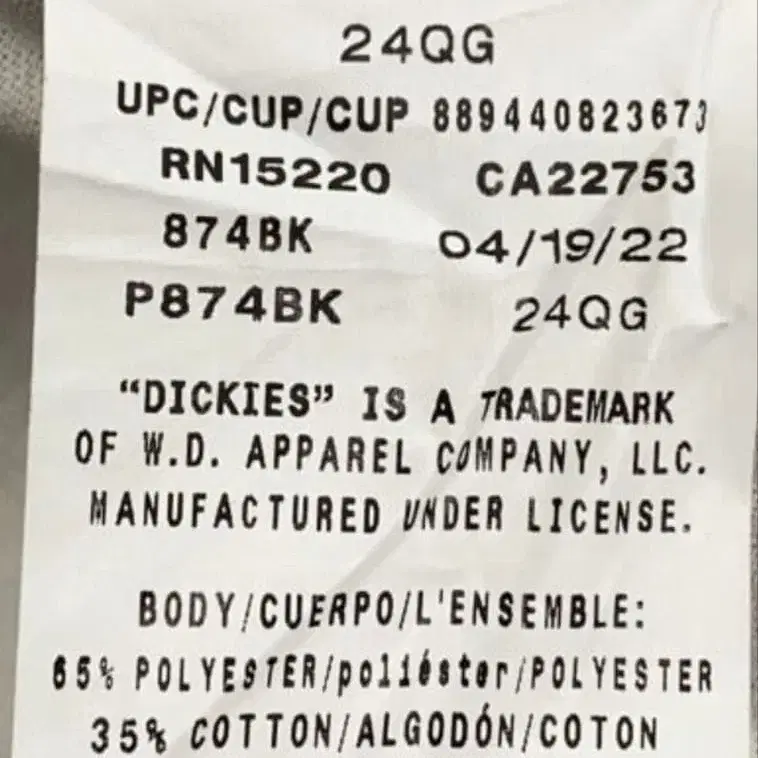 24QG
UPC/CUP/CUP 889440823673
RN15220 CA22753
874BK 04/19/22
P874BK 24QG
“DICKIES” IS A TRADEMARK
OF W.D. APPAREL COMPANY, LLC.
MANUFACTURED UNDER LICENSE.
BODY/CUERPO/L'ENSEMBLE:
65% POLYESTER/poliéster/POLYESTER
35% COTTON/ALGODÓN/COTON